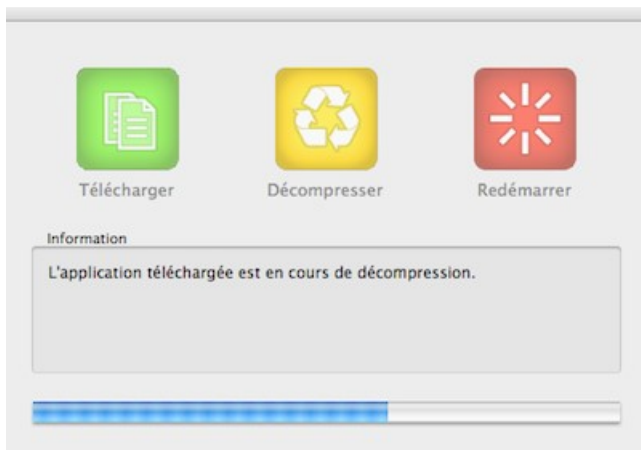 Télécharger
Décompresser
Redémarrer
Information
L'application téléchargée est en cours de décompression.